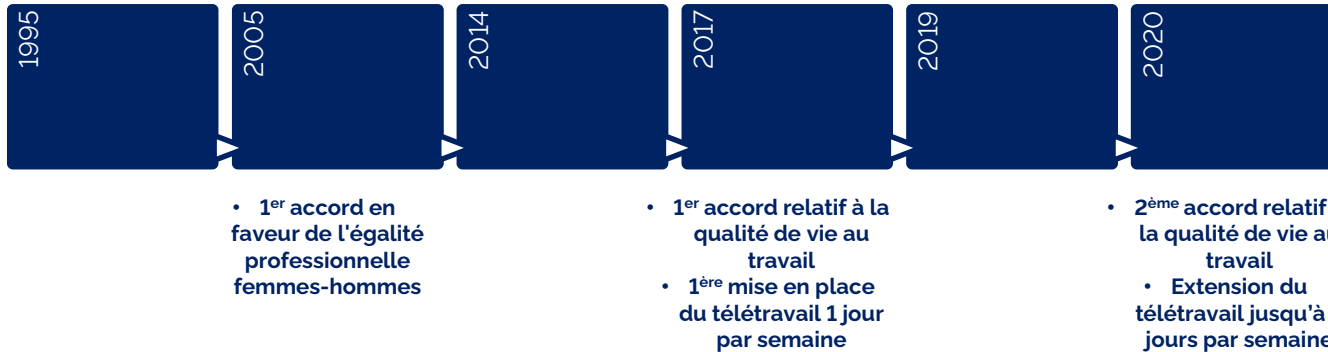 1995
2005
2014
2017
2019
2020
• 1er accord en
faveur de l'égalité
professionnelle
femmes-hommes
• 1er accord relatif à la
qualité de vie au
travail
• 1ère mise en place
du télétravail 1 jour
par semaine
• 2ème accord relatif
la qualité de vie
travail
• Extension du
télétravail jusqu’à
jours par semaine